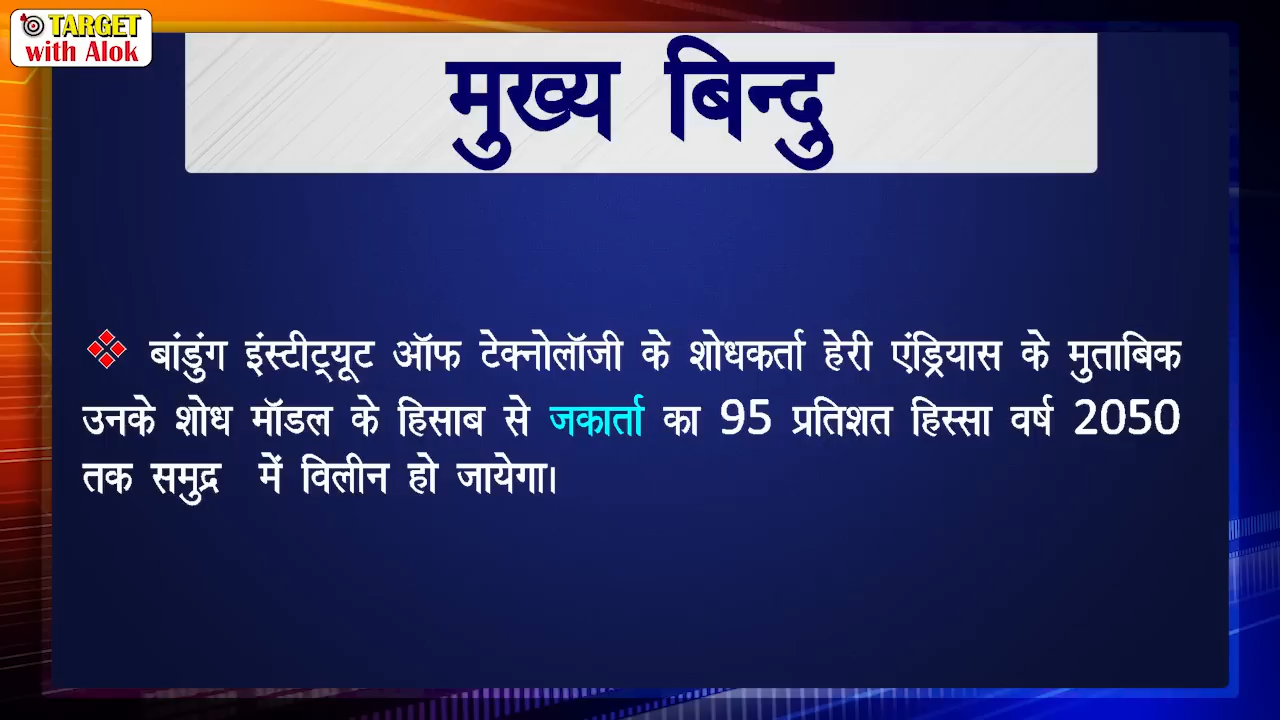 TARGET
with Alok
मुख्य बिन्दु
बांडुंग इंस्टीट्यूट ऑफ टेक्नोलॉजी के शोधकर्ता हेरी एंड्रियास के मुताबिक
उनके शोध मॉडल के हिसाब से जकार्ता का 95 प्रतिशत हिस्सा वर्ष 2050
तक समुद्र में विलीन हो जायेगा।